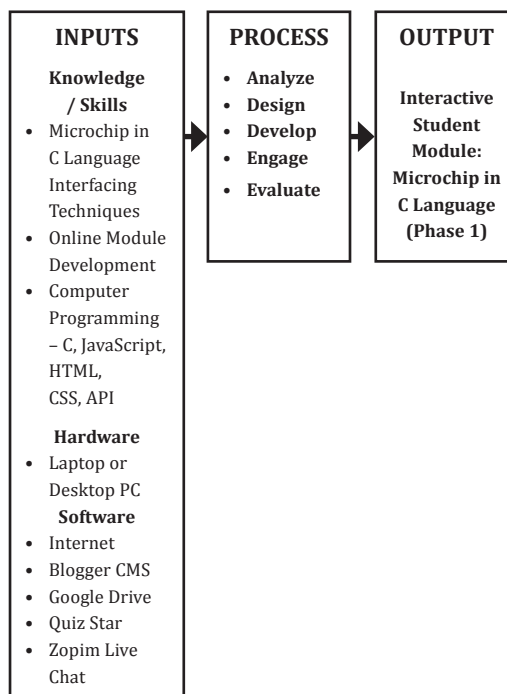 INPUTS
Knowledge
/ Skills
• Microchip in
C Language
Interfacing
Techniques
• Online Module
Development
• Computer
Programming
– C, JavaScript,
HTML,
CSS, API
Hardware
• Laptop or
Desktop PC
Software
• Internet
• Blogger CMS
• Google Drive
• Quiz Star
• Zopim Live
Chat
PROCESS
• Analyze
• Design
• Develop
• Engage
• Evaluate
OUTPUT
Interactive
Student
Module:
Microchip in
C Language
(Phase 1)